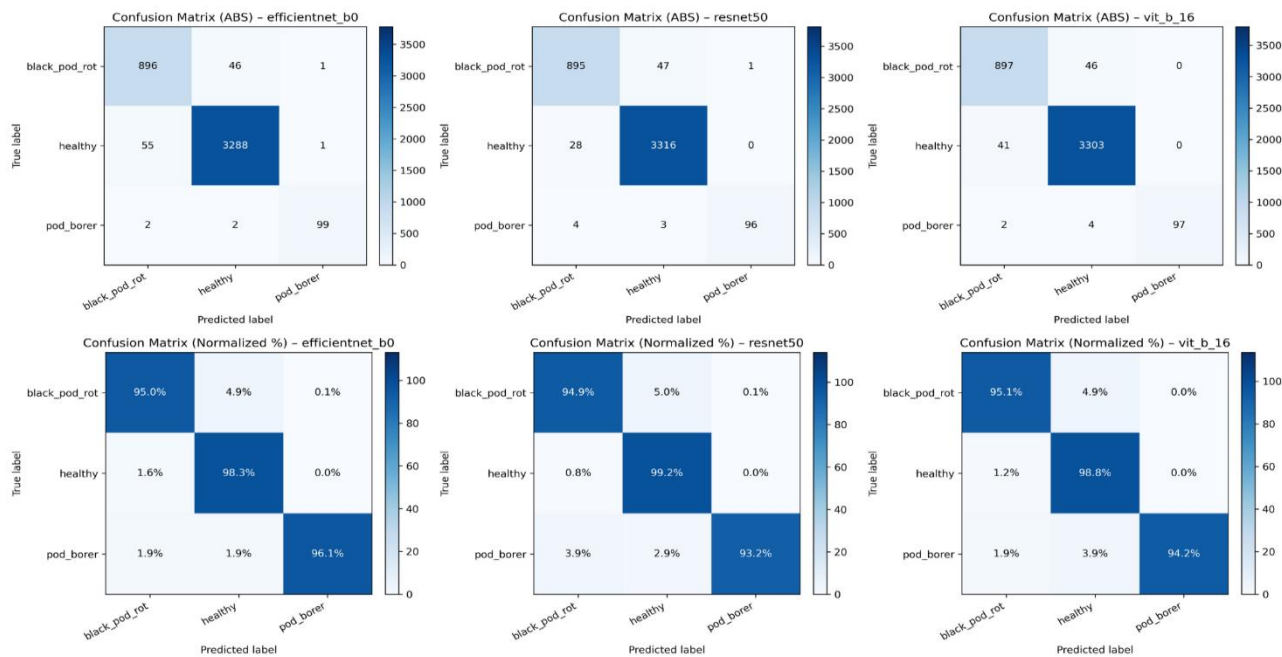 Confusion Matrix (ABS) – efficientnet_b0
True label
black_pod_rot
healthy
pod_borer
896 46 1
55 3288 1
2 2 99
black_pod_rot healthy pod_borer
Predicted label
3500
3000
2500
2000
1500
1000
500
0
Confusion Matrix (ABS) – resnet50
True label
black_pod_rot
healthy
pod_borer
895 47 1
28 3316 0
4 3 96
black_pod_rot healthy pod_borer
Predicted label
3500
3000
2500
2000
1500
1000
500
0
Confusion Matrix (ABS) – vit_b_16
True label
black_pod_rot
healthy
pod_borer
897 46 0
41 3303 0
2 4 97
black_pod_rot healthy pod_borer
Predicted label
3500
3000
2500
2000
1500
1000
500
0
Confusion Matrix (Normalized %) – efficientnet_b0
True label
black_pod_rot
healthy
pod_borer
95.0% 4.9% 0.1%
1.6% 98.3% 0.0%
1.9% 1.9% 96.1%
black_pod_rot healthy pod_borer
Predicted label
100
80
60
40
20
0
Confusion Matrix (Normalized %) – resnet50
True label
black_pod_rot
healthy
pod_borer
94.9% 5.0% 0.1%
0.8% 99.2% 0.0%
3.9% 2.9% 93.2%
black_pod_rot healthy pod_borer
Predicted label
100
80
60
40
20
0
Confusion Matrix (Normalized %) – vit_b_16
True label
black_pod_rot
healthy
pod_borer
95.1% 4.9% 0.0%
1.2% 98.8% 0.0%
1.9% 3.9% 94.2%
black_pod_rot healthy pod_borer
Predicted label
100
80
60
40
20
0